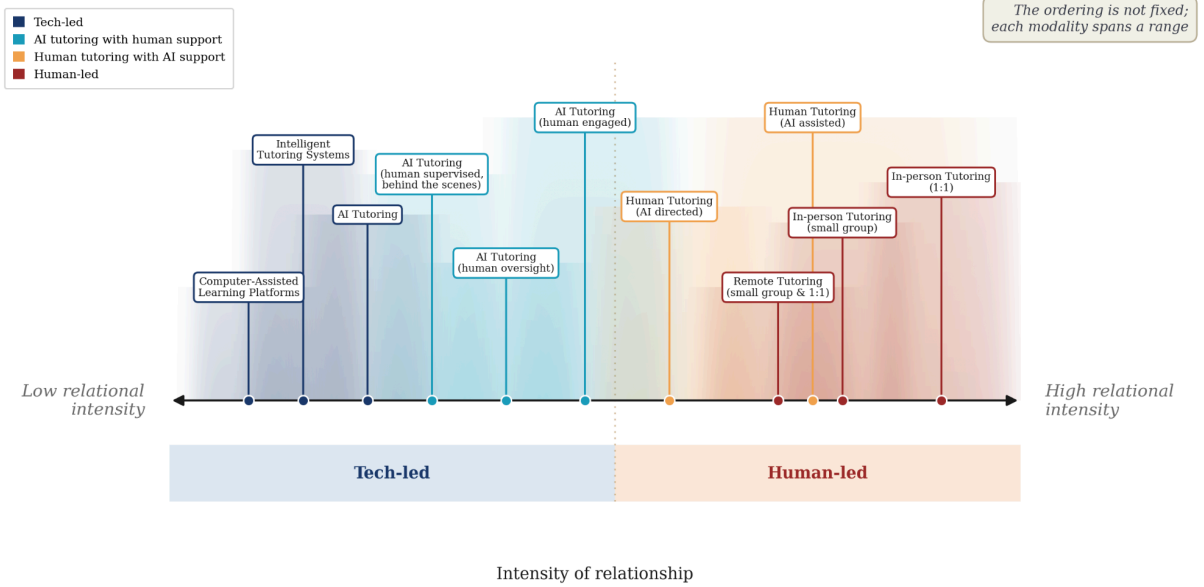 The ordering is not fixed;
each modality spans a range
Tech-led
AI tutoring with human support
Human tutoring with AI support
Human-led
AI Tutoring
(human engaged)
Human Tutoring
(AI assisted)
Intelligent
Tutoring Systems
AI Tutoring
(human supervised,
behind the scenes)
In-person Tutoring
(1:1)
AI Tutoring
Human Tutoring
(AI directed)
In-person Tutoring
(small group)
AI Tutoring
(human oversight)
Computer-Assisted
Learning Platforms
Remote Tutoring
(small group & 1:1)
Low relational
intensity
High relational
intensity
Tech-led
Human-led
Intensity of relationship